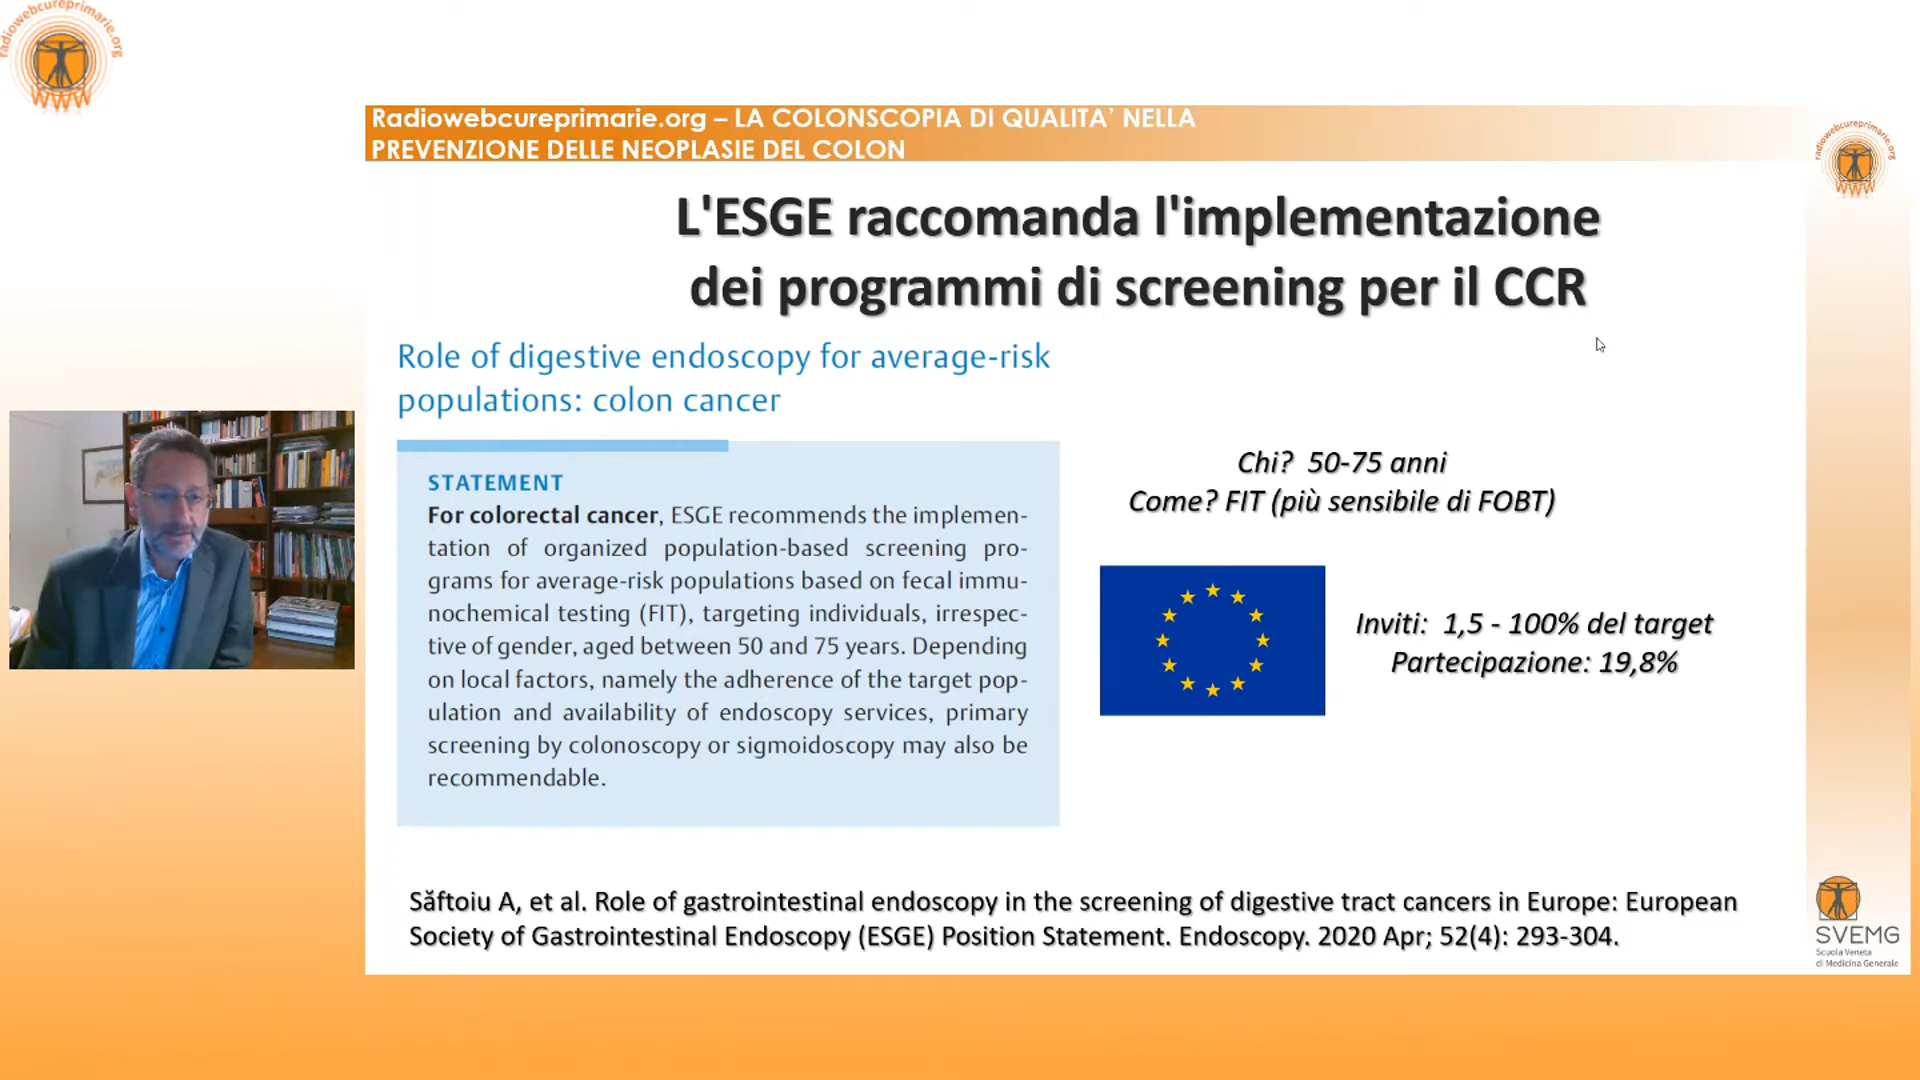 radiowebcureprimarie.org
WWW
Radiowebcureprimarie.org – LA COLONSCOPIA DI QUALITA’ NELLA
PREVENZIONE DELLE NEOPLASIE DEL COLON
radiowebcureprimarie.org
WWW
L'ESGE raccomanda l'implementazione
dei programmi di screening per il CCR
Role of digestive endoscopy for average-risk
populations: colon cancer
STATEMENT
For colorectal cancer, ESGE recommends the implemen-
tation of organized population-based screening pro-
grams for average-risk populations based on fecal immu-
nochemical testing (FIT), targeting individuals, irrespec-
tive of gender, aged between 50 and 75 years. Depending
on local factors, namely the adherence of the target pop-
ulation and availability of endoscopy services, primary
screening by colonoscopy or sigmoidoscopy may also be
recommendable.
Chi? 50-75 anni
Come? FIT (più sensibile di FOBT)
Inviti: 1,5 - 100% del target
Partecipazione: 19,8%
Săftoiu A, et al. Role of gastrointestinal endoscopy in the screening of digestive tract cancers in Europe: European
Society of Gastrointestinal Endoscopy (ESGE) Position Statement. Endoscopy. 2020 Apr; 52(4): 293-304.
SVEMG
Scuola Veneta
di Medicina Generale